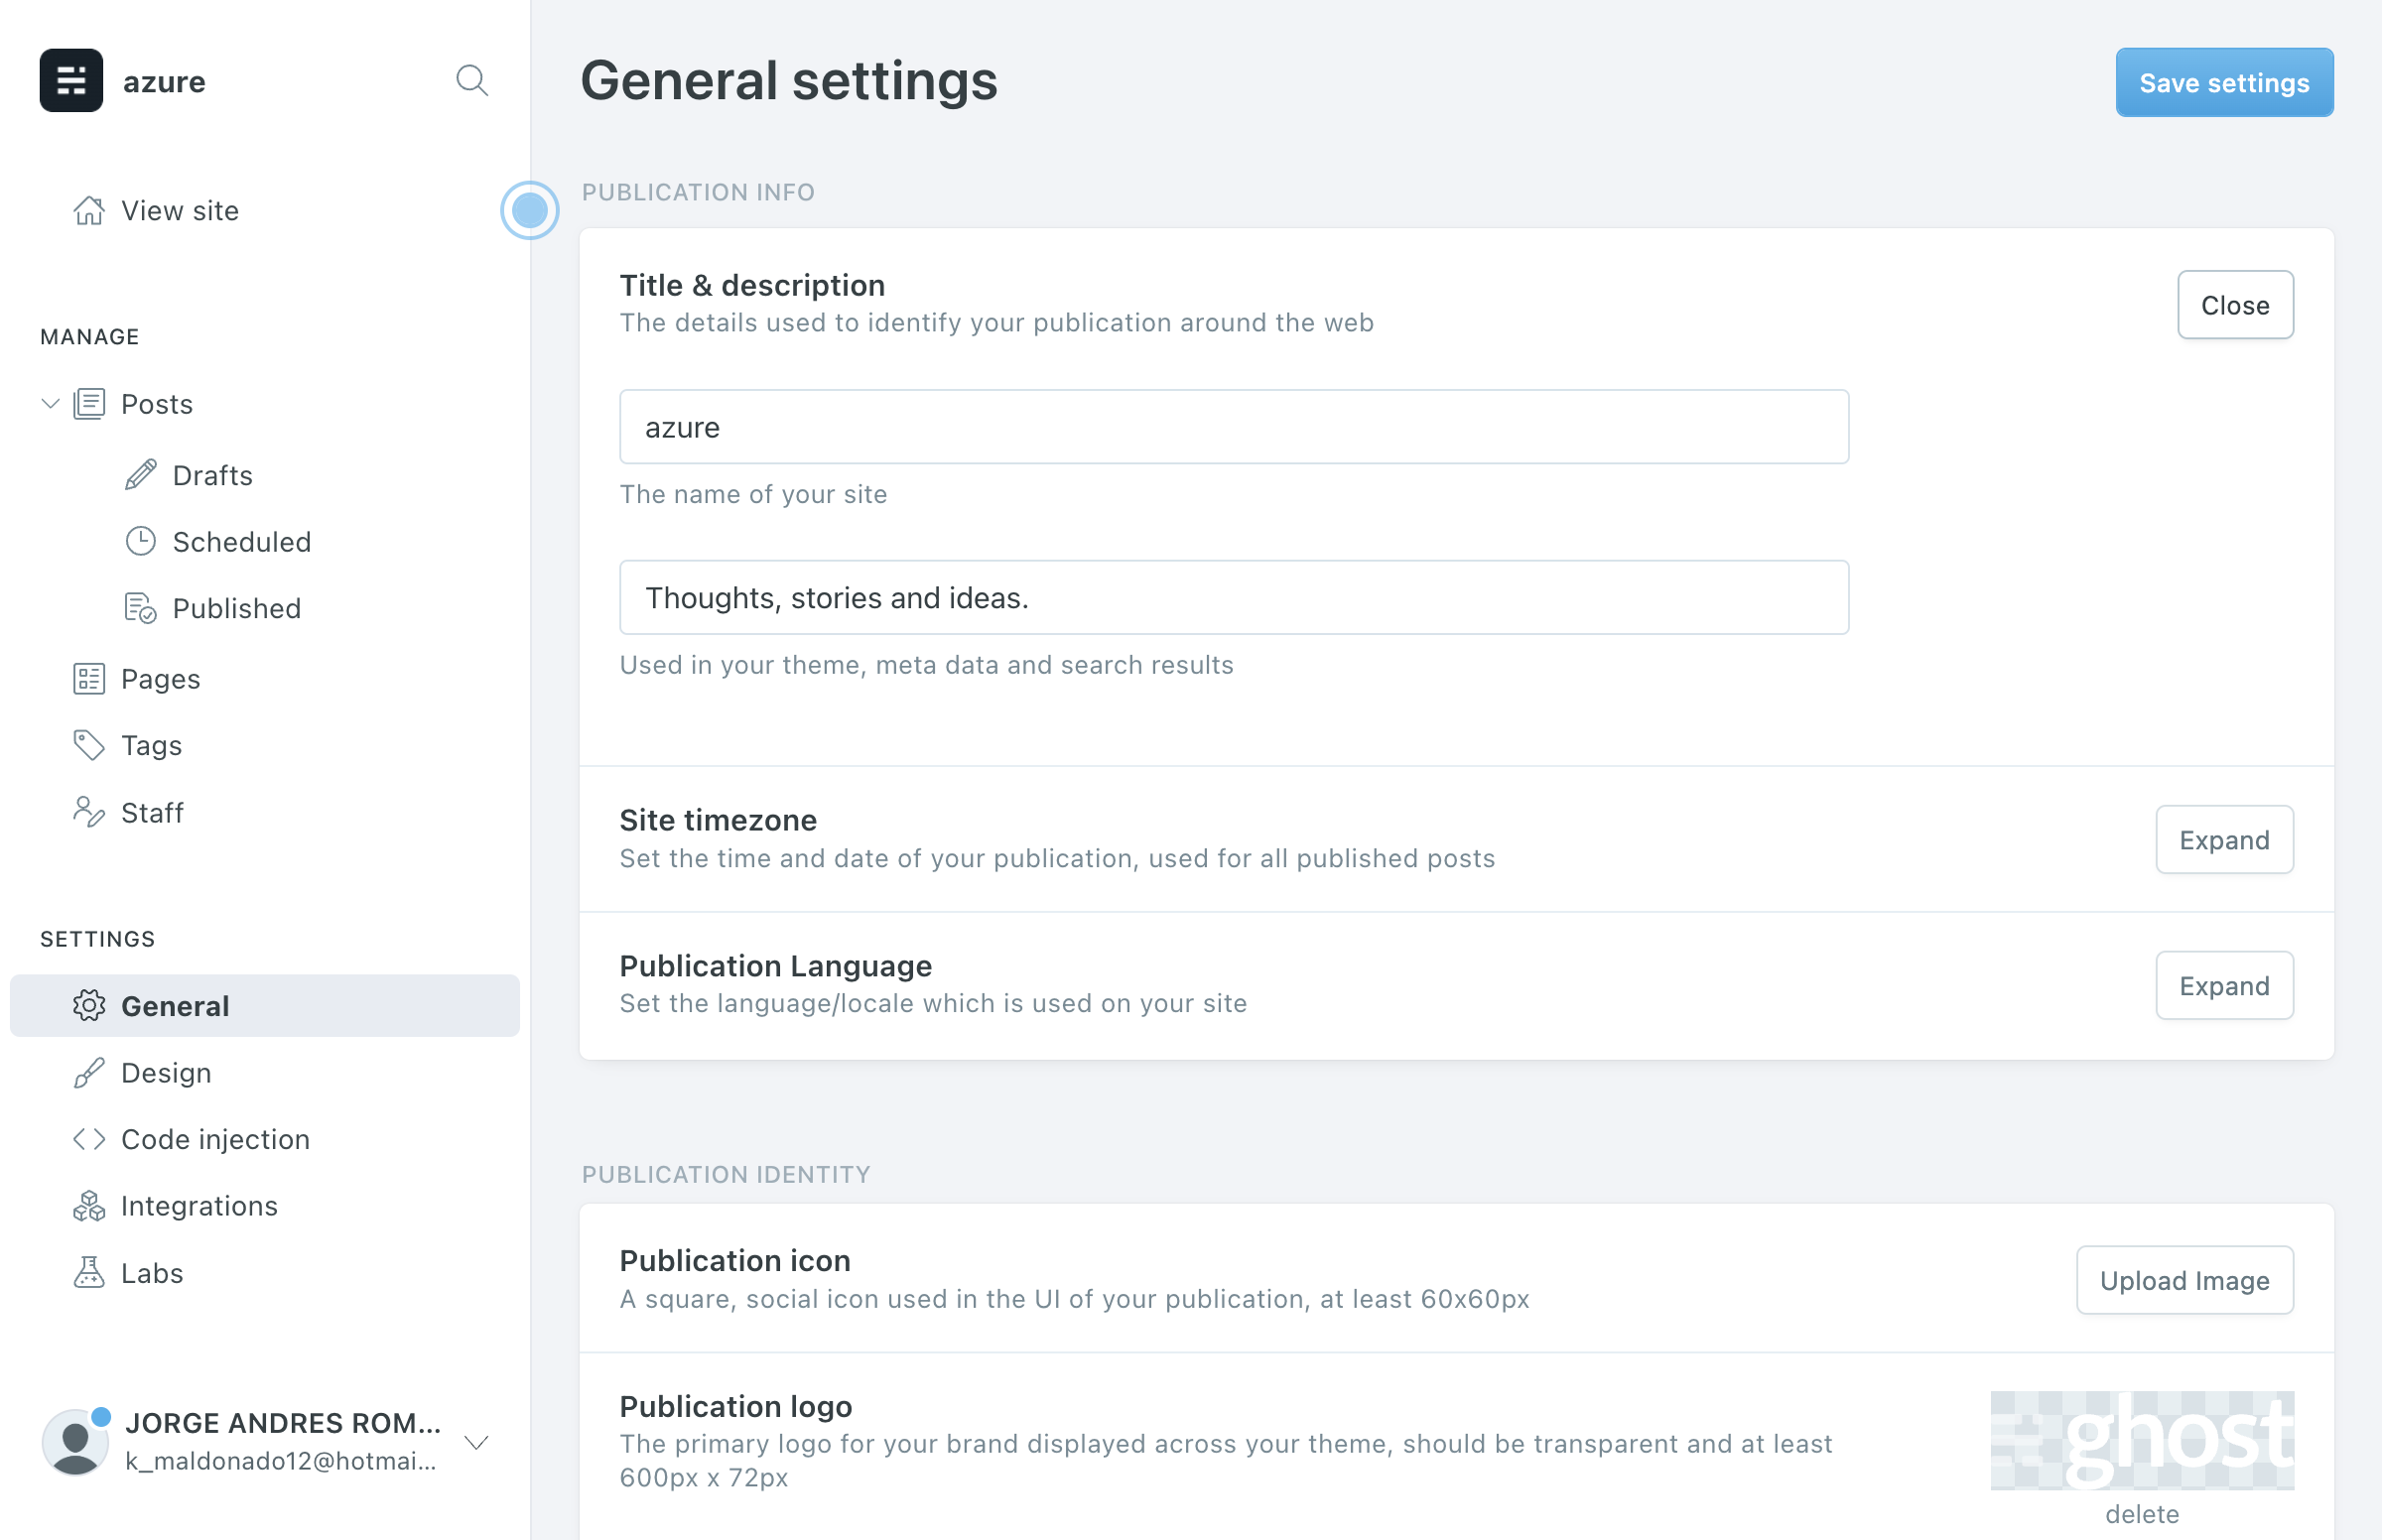 azure
View site
MANAGE
Posts
Drafts
Scheduled
Published
Pages
Tags
Staff
SETTINGS
General
Design
Code injection
Integrations
Labs
JORGE ANDRES ROM...
k_maldonado12@hotmai...
General settings
Save settings
PUBLICATION INFO
Title & description
The details used to identify your publication around the web
Close
azure
The name of your site
Thoughts, stories and ideas.
Used in your theme, meta data and search results
Site timezone
Set the time and date of your publication, used for all published posts
Expand
Publication Language
Set the language/locale which is used on your site
Expand
PUBLICATION IDENTITY
Publication icon
A square, social icon used in the UI of your publication, at least 60x60px
Upload Image
Publication logo
The primary logo for your brand displayed across your theme, should be transparent and at least
600px x 72px
ghost
delete